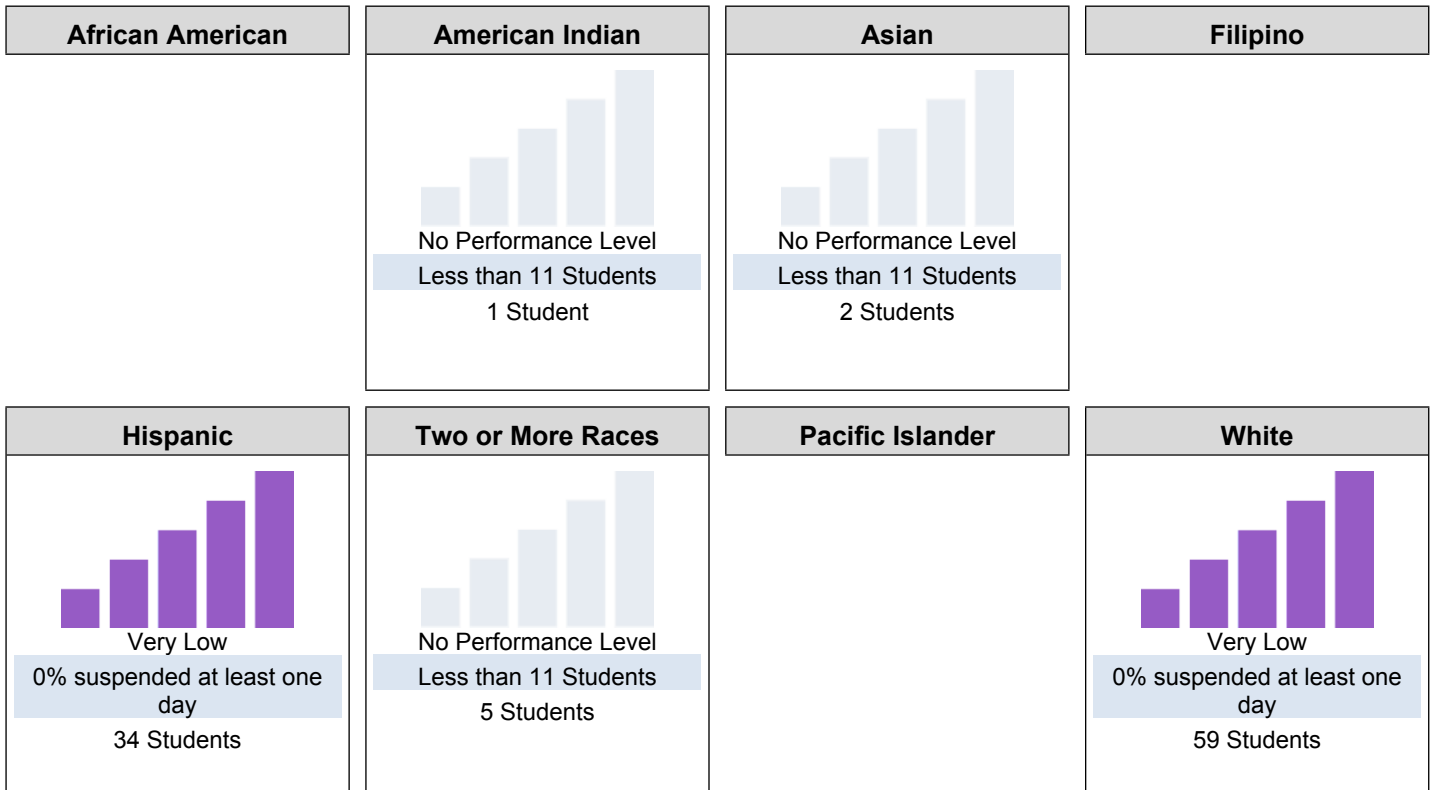 African American
American Indian
No Performance Level
Less than 11 Students
1 Student
Asian
No Performance Level
Less than 11 Students
2 Students
Filipino
Hispanic
Very Low
0% suspended at least one
day
34 Students
Two or More Races
No Performance Level
Less than 11 Students
5 Students
Pacific Islander
White
Very Low
0% suspended at least one
day
59 Students